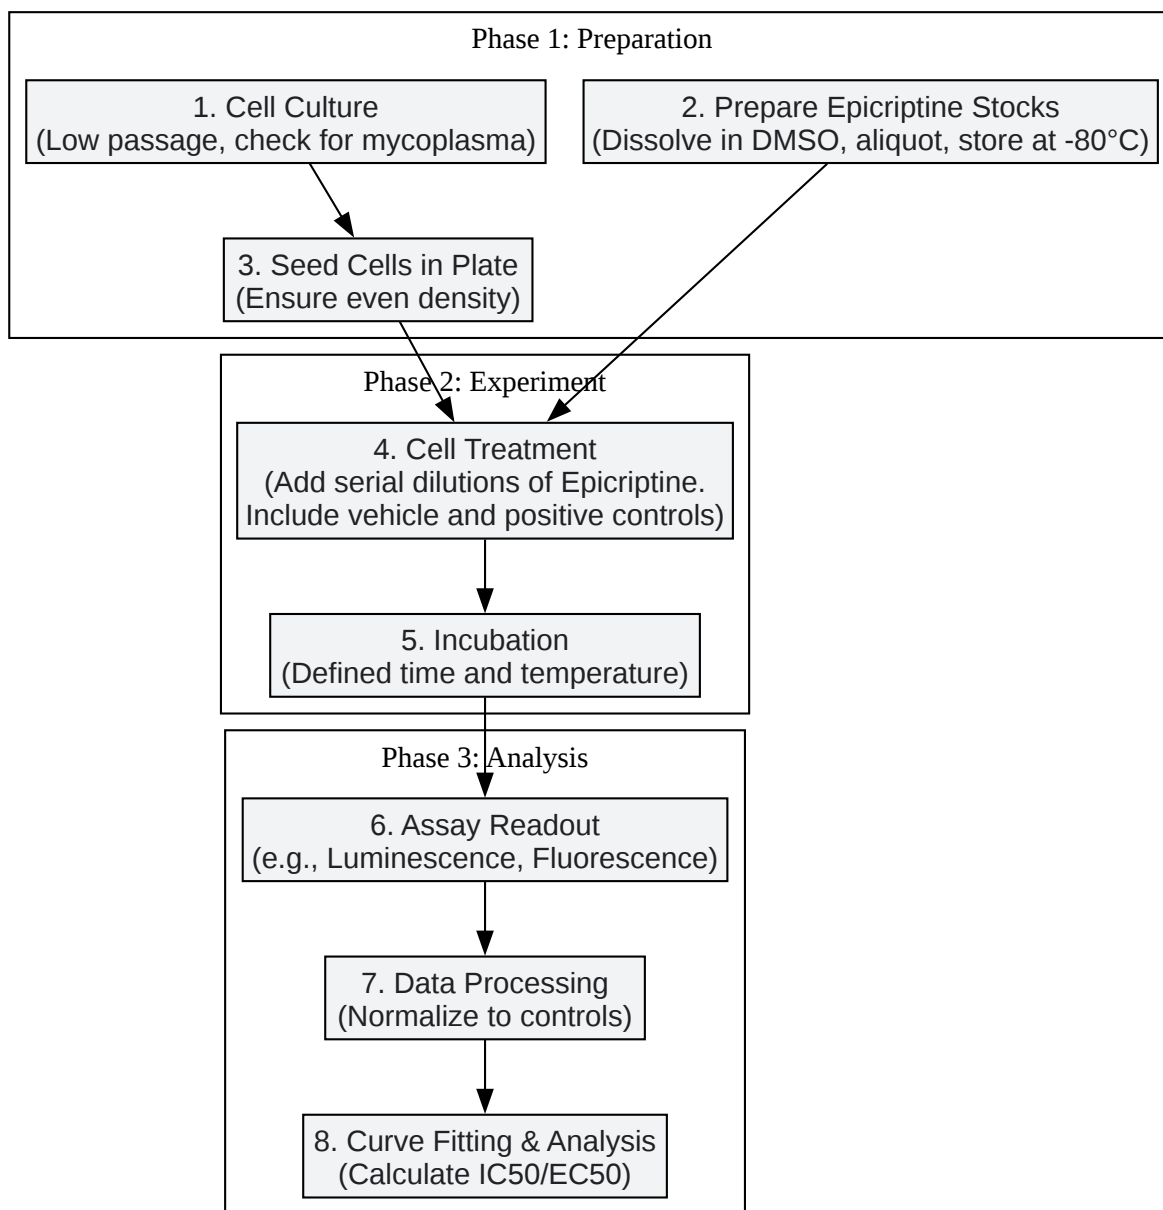 Phase 1: Preparation
1. Cell Culture
(Low passage, check for mycoplasma)
2. Prepare Epicriptine Stocks
(Dissolve in DMSO, aliquot, store at -80°C)
3. Seed Cells in Plate
(Ensure even density)
Phase 2: Experiment
4. Cell Treatment
(Add serial dilutions of Epicriptine.
Include vehicle and positive controls)
5. Incubation
(Defined time and temperature)
Phase 3: Analysis
6. Assay Readout
(e.g., Luminescence, Fluorescence)
7. Data Processing
(Normalize to controls)
8. Curve Fitting & Analysis
(Calculate IC50/EC50)